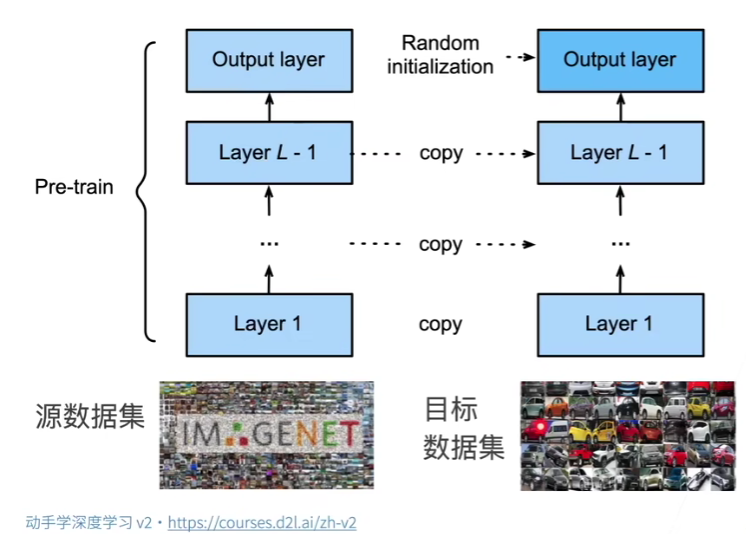 Output layer
Random
initialization
Output layer
Layer L - 1
copy
Layer L - 1
Pre-train
...
copy
...
Layer 1
copy
Layer 1
源数据集
IMAGENET
目标
数据集
动手学深度学习 v2 · https://courses.d2l.ai/zh-v2